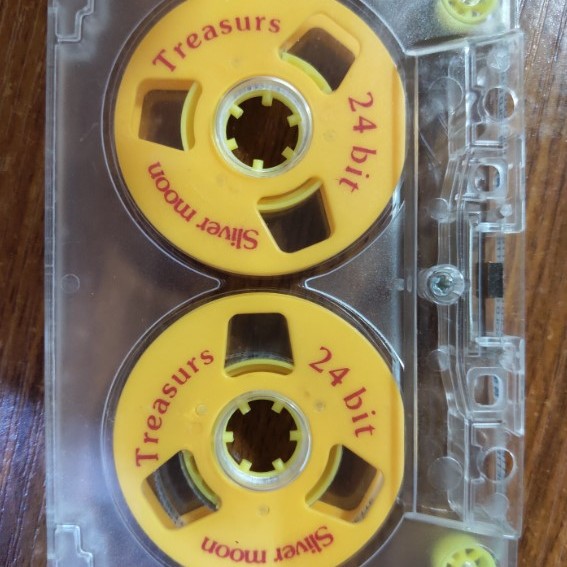 Treasurs
24 bit
Sliver moon
Treasurs
24 bit
Sliver moon